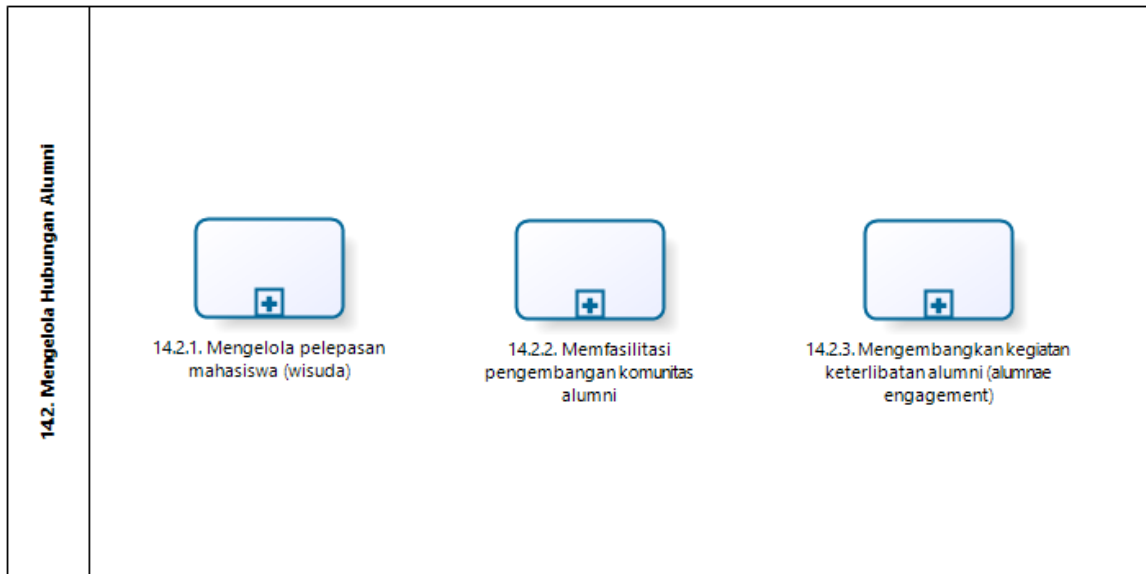 14.2. Mengelola Hubungan Alumni
14.2.1. Mengelola pelepasan
mahasiswa (wisuda)
14.2.2. Memfasilitasi
pengembangan komunitas
alumni
14.2.3. Mengembangkan kegiatan
keterlibatan alumni (alumnae
engagement)